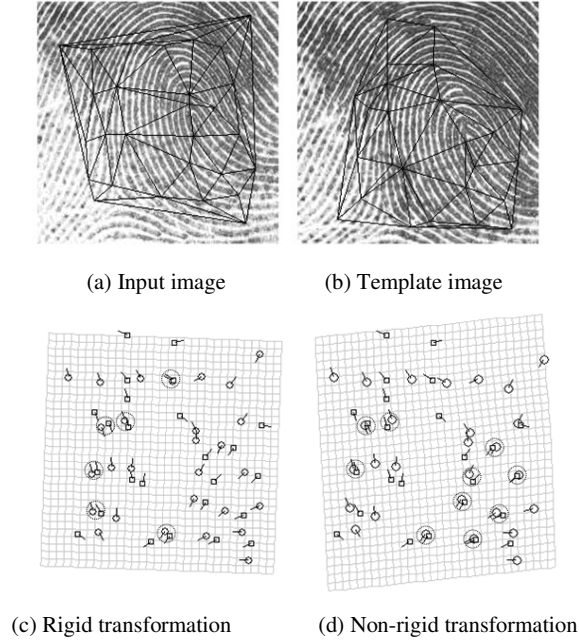 (a) Input image
(b) Template image
(c) Rigid transformation
(d) Non-rigid transformation